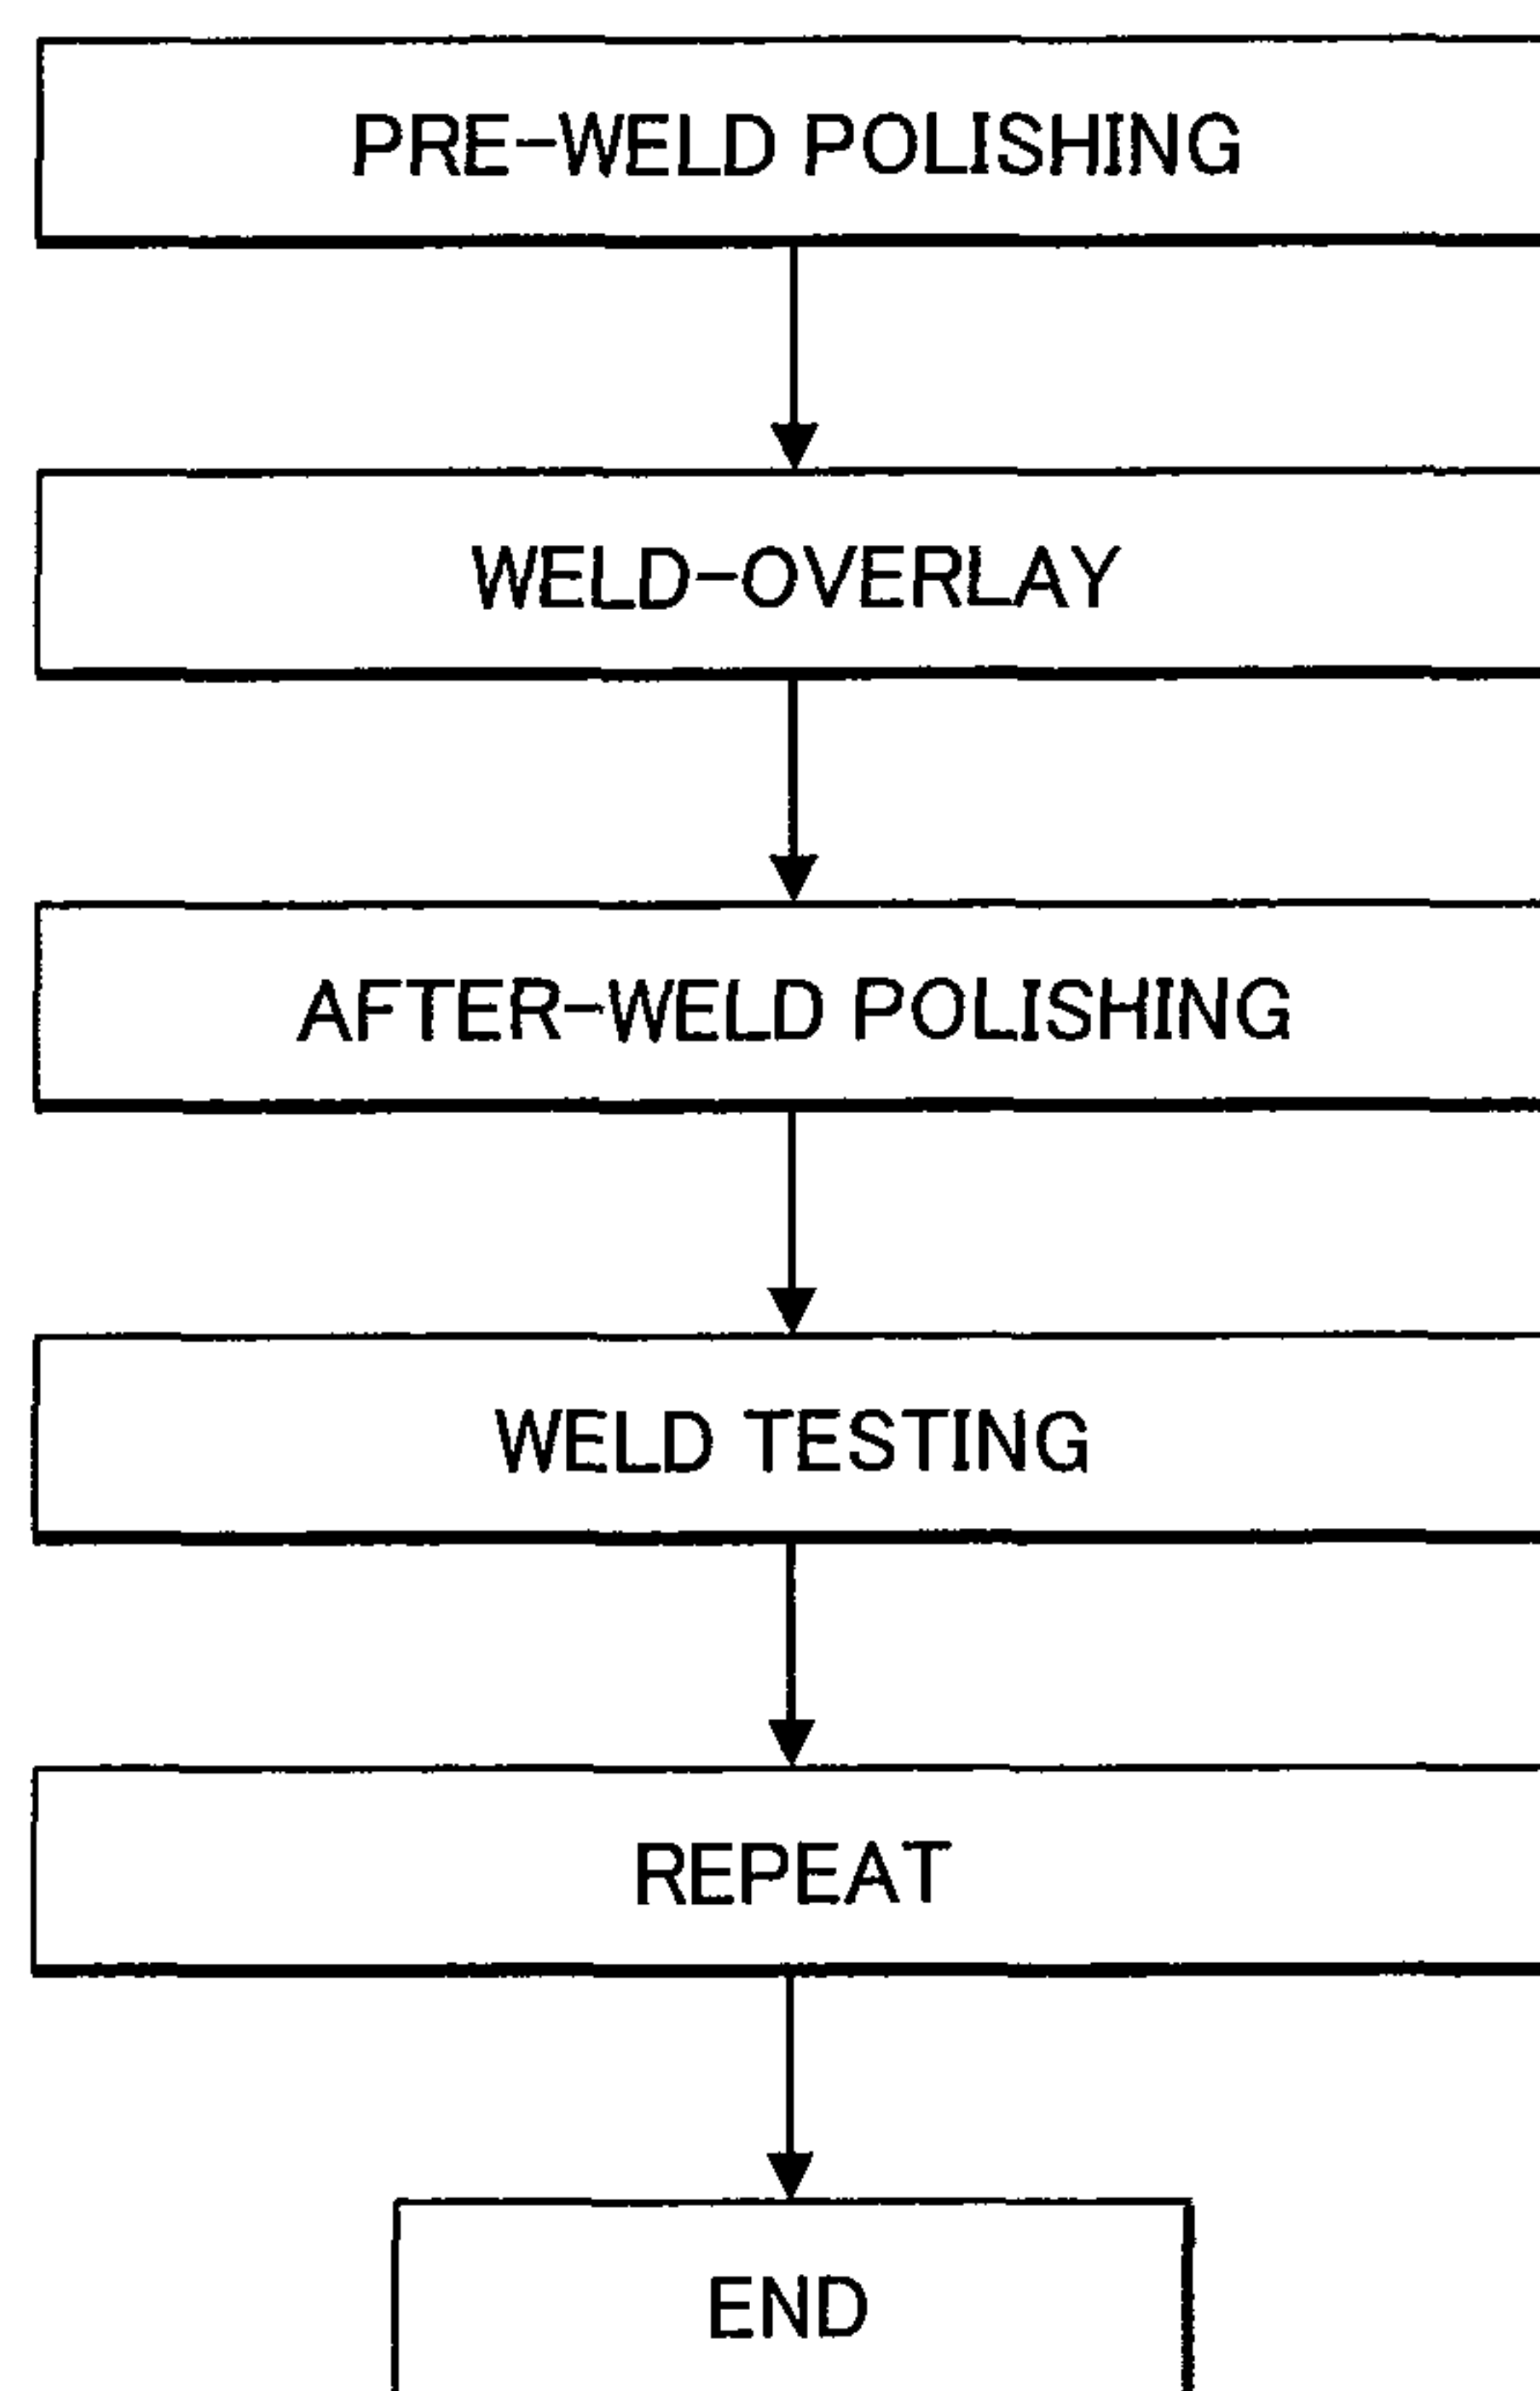 PRE-WELD POLISHING
WELD-OVERLAY
AFTER-WELD POLISHING
WELD TESTING
REPEAT
END